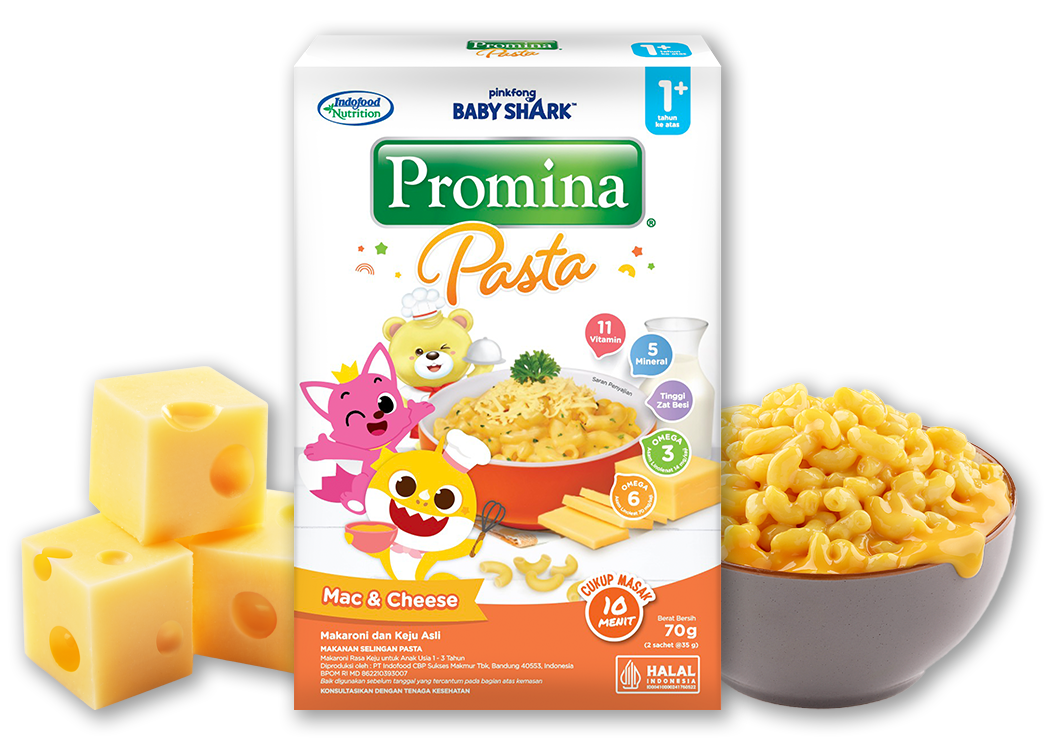 Promina
Pasta
1+
Indofood
Nutrition
pinkfong
BABY SHARK™
1+
tahun
ke atas
Promina®
Pasta
11
Vitamin
5
Mineral
Saran Penyajian
Tinggi
Zat Besi
OMEGA
3
OMEGA
6
CUKUP MASAK
10
MENIT
Mac & Cheese
Makaroni dan Keju Asli
MAKANAN SELINGAN PASTA
Makaroni Rasa Keju untuk Anak Usia 1 - 3 Tahun
Diproduksi oleh : PT Indofood CBP Sukses Makmur Tbk, Bandung 40553, Indonesia
BPOM RI MD 862210393007
Baik digunakan sebelum tanggal yang tercantum pada bagian atas kemasan
KONSULTASIKAN DENGAN TENAGA KESEHATAN
Berat Bersih
70g
(2 sachet @35 g)
HALAL
INDONESIA